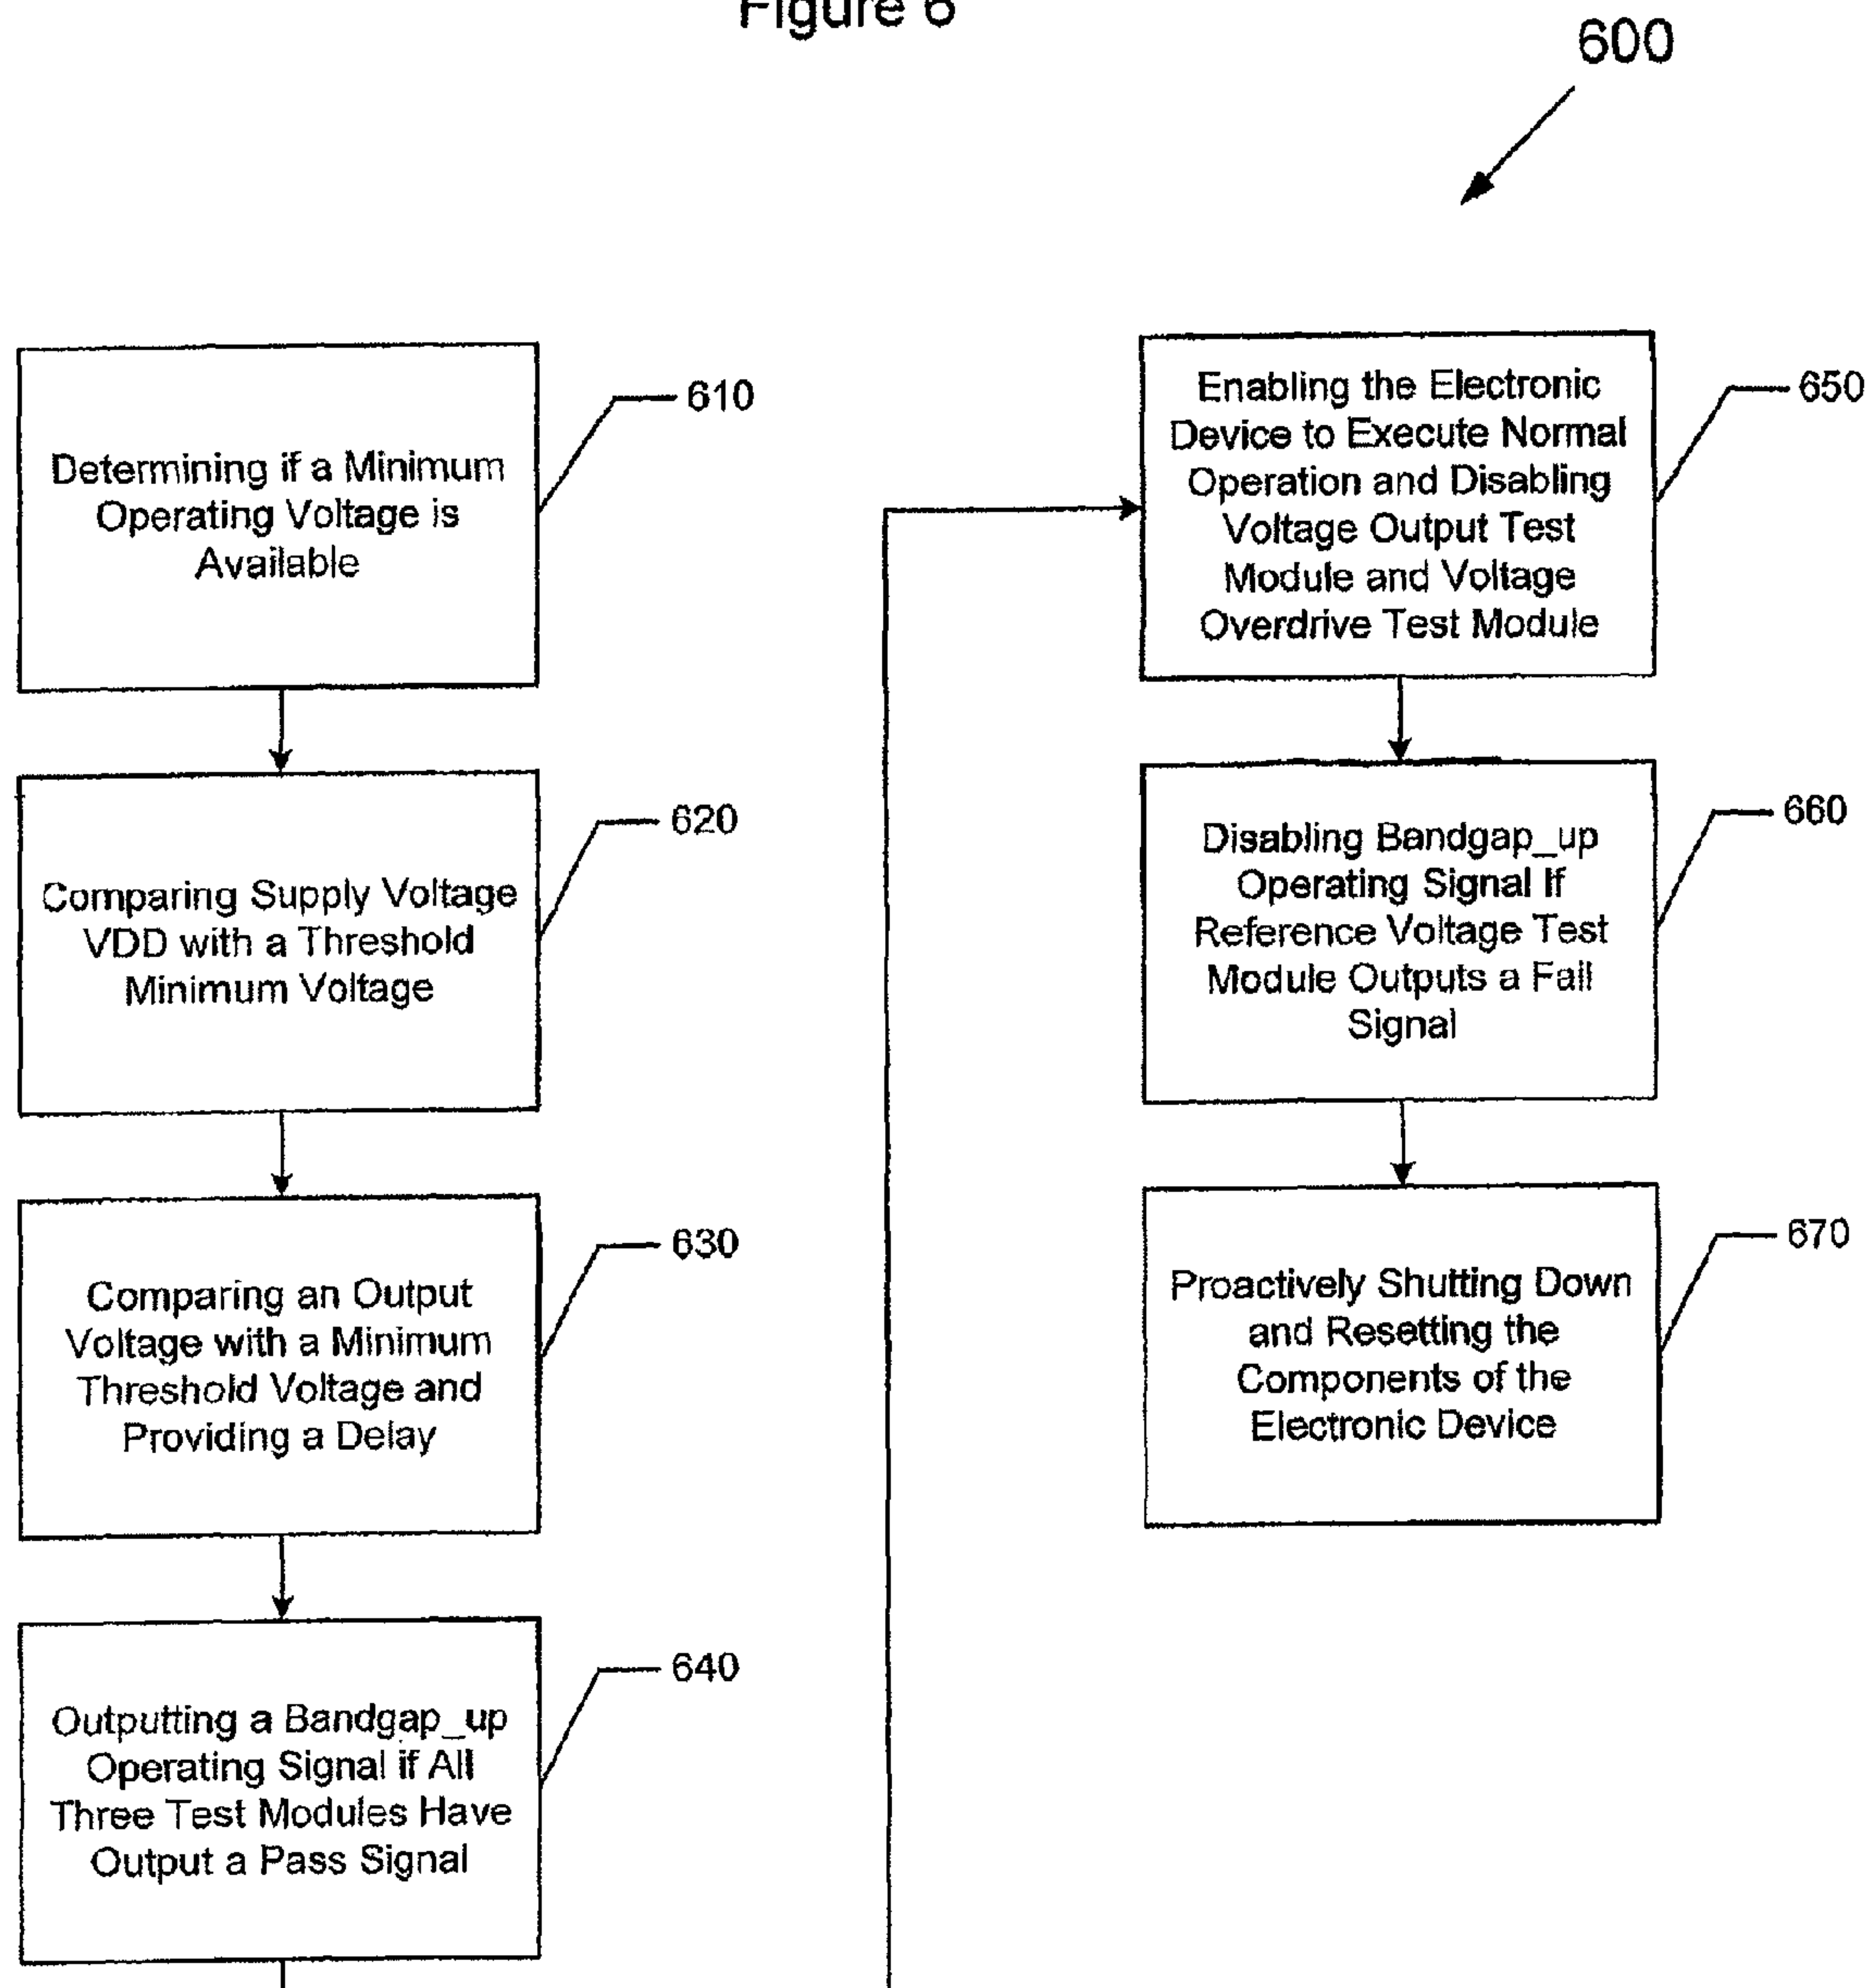 Figure 6
600
Determining if a Minimum
Operating Voltage is
Available
610
Comparing Supply Voltage
VDD with a Threshold
Minimum Voltage
620
Comparing an Output
Voltage with a Minimum
Threshold Voltage and
Providing a Delay
630
Outputting a Bandgap_up
Operating Signal if All
Three Test Modules Have
Output a Pass Signal
640
Enabling the Electronic
Device to Execute Normal
Operation and Disabling
Voltage Output Test
Module and Voltage
Overdrive Test Module
650
Disabling Bandgap_up
Operating Signal If
Reference Voltage Test
Module Outputs a Fail
Signal
660
Proactively Shutting Down
and Resetting the
Components of the
Electronic Device
670